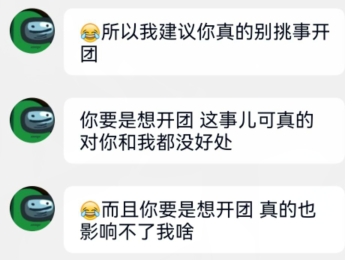 😂所以我建议你真的别挑事开
团
你要是想开团 这事儿可真的
对你和我都没好处
😂而且你要是想开团 真的也
影响不了我啥